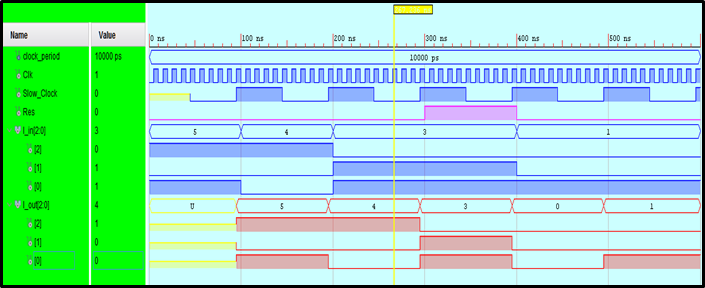 Name Value
0 ns 100 ns 200 ns 300 ns 400 ns 500 ns
clock_period 10000 ps 10000 ps
Clk 1
Slow_Clock 0
Res 0
I_in[2:0] 3 5 4 3 1
[2] 0
[1] 1
[0] 1
I_out[2:0] 4 U 5 4 3 0 1
[2] 1
[1] 0
[0] 0